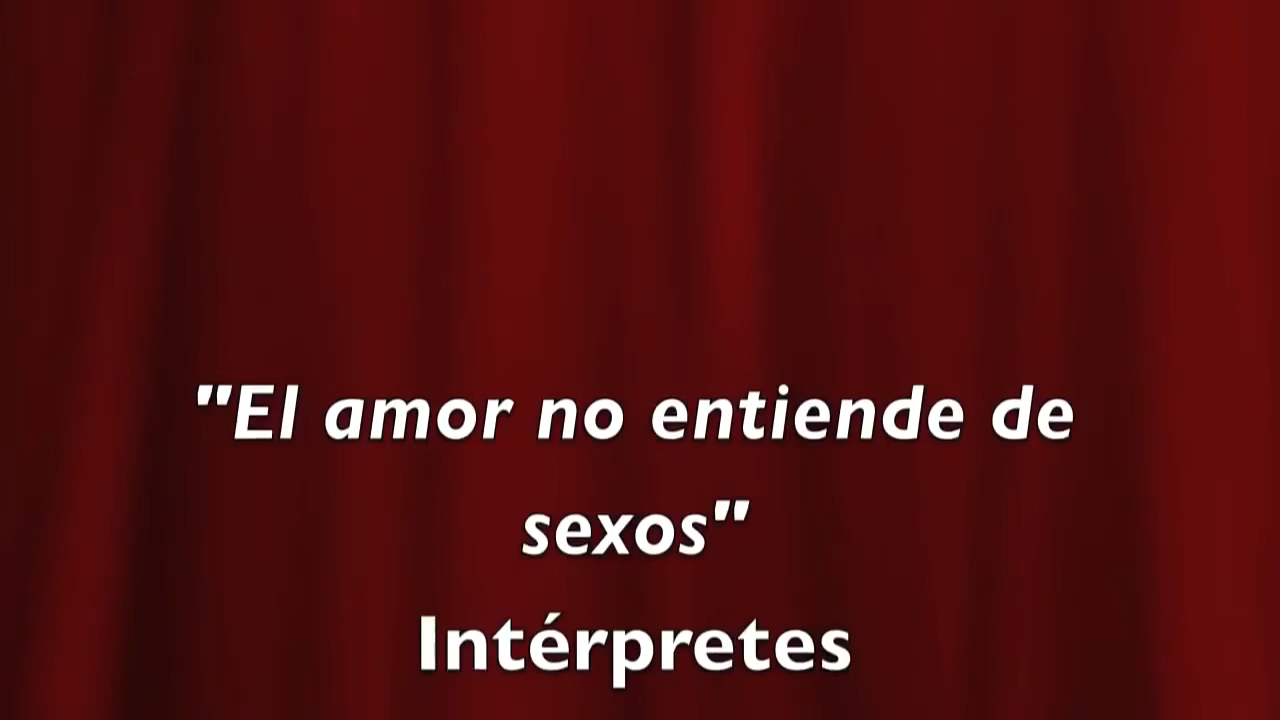 "El amor no entiende de
sexos"
Intérpretes